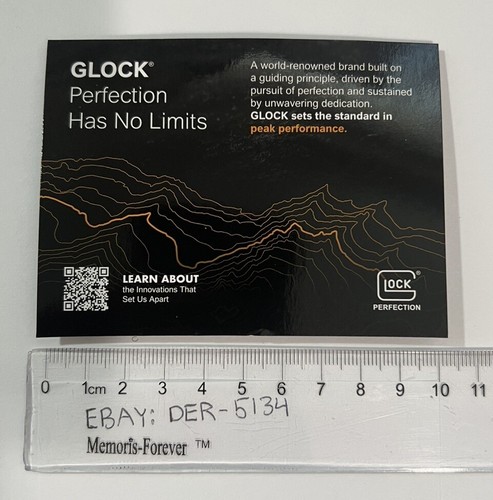 GLOCK®
Perfection
Has No Limits
A world-renowned brand built on
a guiding principle, driven by the
pursuit of perfection and sustained
by unwavering dedication.
GLOCK sets the standard in
peak performance.
LEARN ABOUT
the Innovations That
Set Us Apart
GLOCK®
PERFECTION
0 1cm 2 3 4 5 6 7 8 9 10 11
EBAY: DER-5134
Memoris-Forever ™